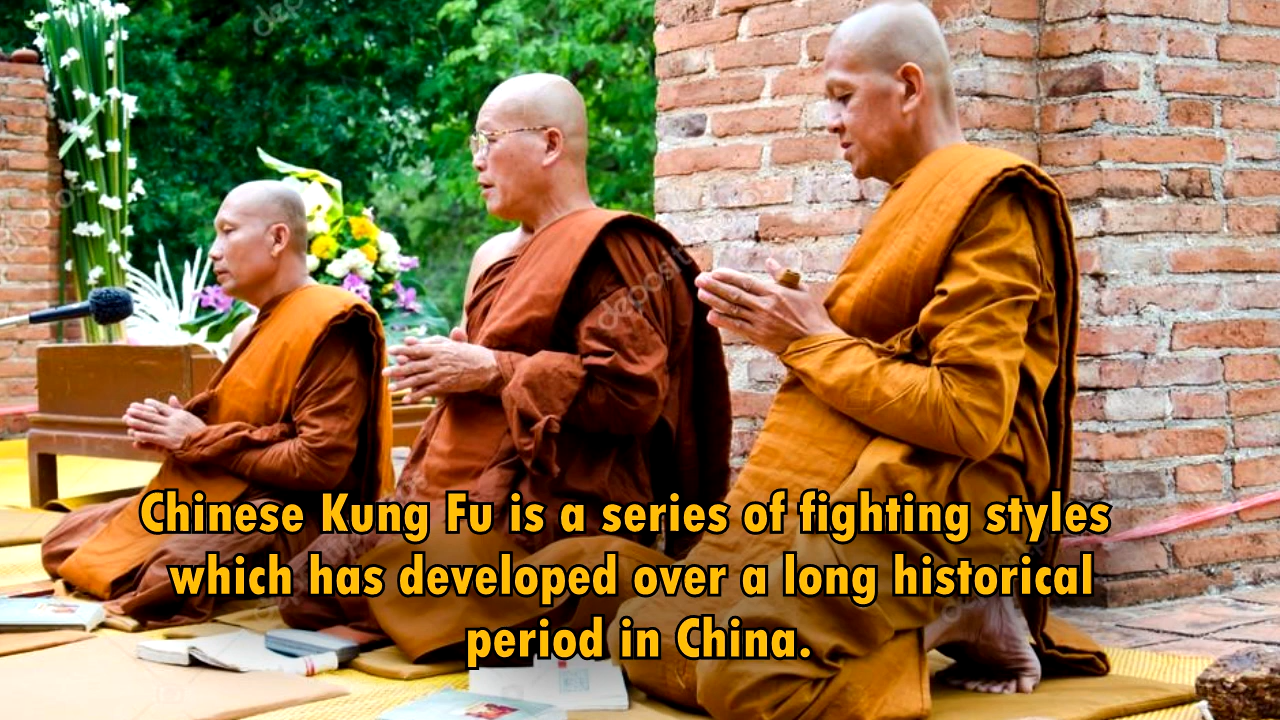 Chinese Kung Fu is a series of fighting styles
which has developed over a long historical
period in China.